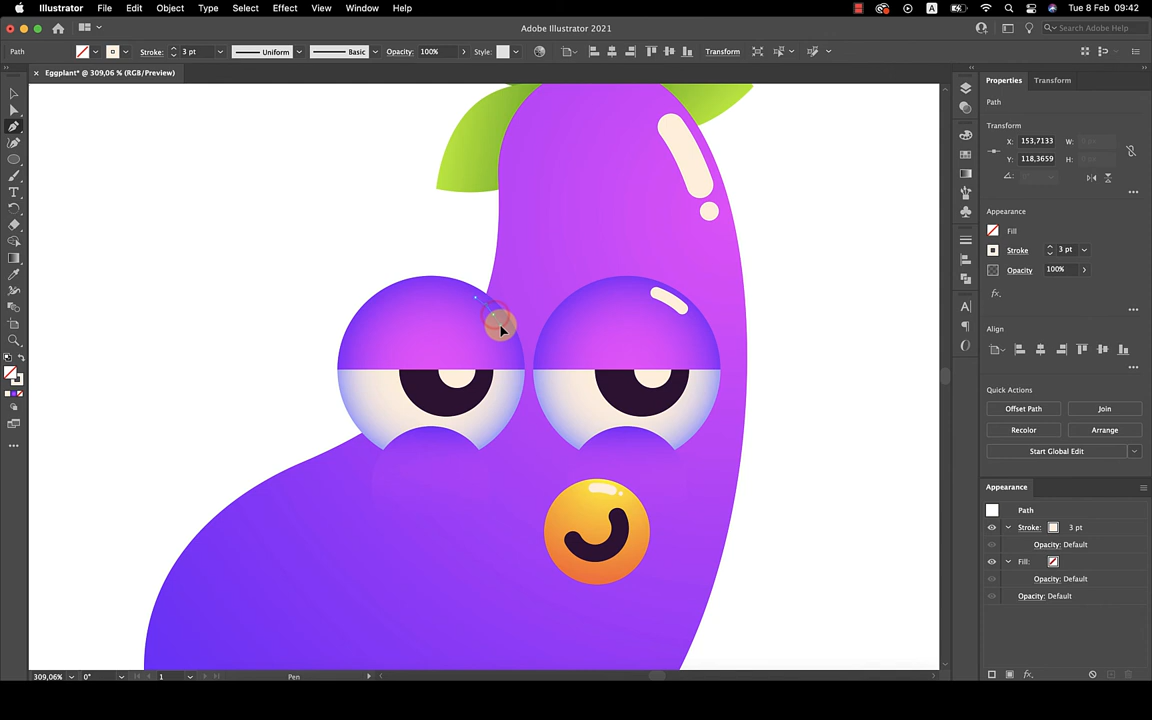 Illustrator File Edit Object Type Select Effect View Window Help A Tue 8 Feb 09:42
Adobe Illustrator 2021 Search Adobe Help
Path Stroke: 3 pt Uniform Basic Opacity: 100% Style: Transform
× Eggplant* @ 309,06 % (RGB/Preview)
Properties Transform
Path
Transform
X: 153,7133 W:
Y: 118,3659 H:
Appearance
Fill
Stroke 3 pt
Opacity 100%
fx.
Align
Quick Actions
Offset Path Join
Recolor Arrange
Start Global Edit
Appearance
Path
Stroke: 3 pt
Opacity: Default
Fill:
Opacity: Default
Opacity: Default
fx.
309,06% 0° 1 Pen